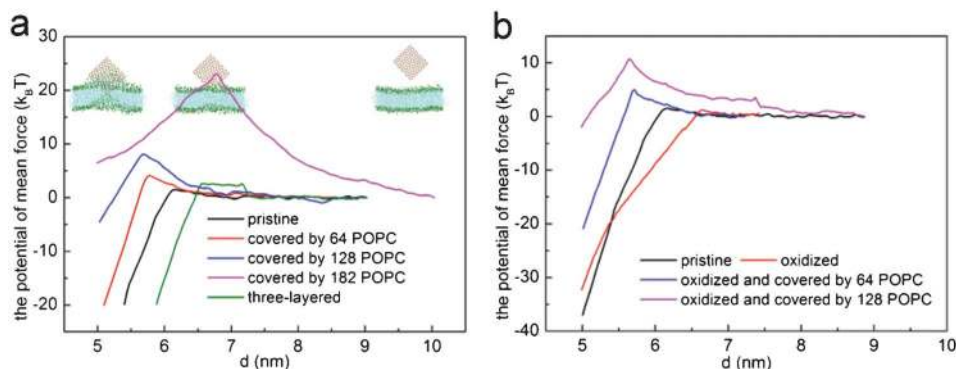 a
the potential of mean force (kBT)
30
20
10
0
-10
-20
pristine
covered by 64 POPC
covered by 128 POPC
covered by 182 POPC
three-layered
5 6 7 8 9 10
d (nm)
b
the potential of mean force (kBT)
10
0
-10
-20
-30
-40
pristine oxidized
oxidized and covered by 64 POPC
oxidized and covered by 128 POPC
5 6 7 8 9
d (nm)